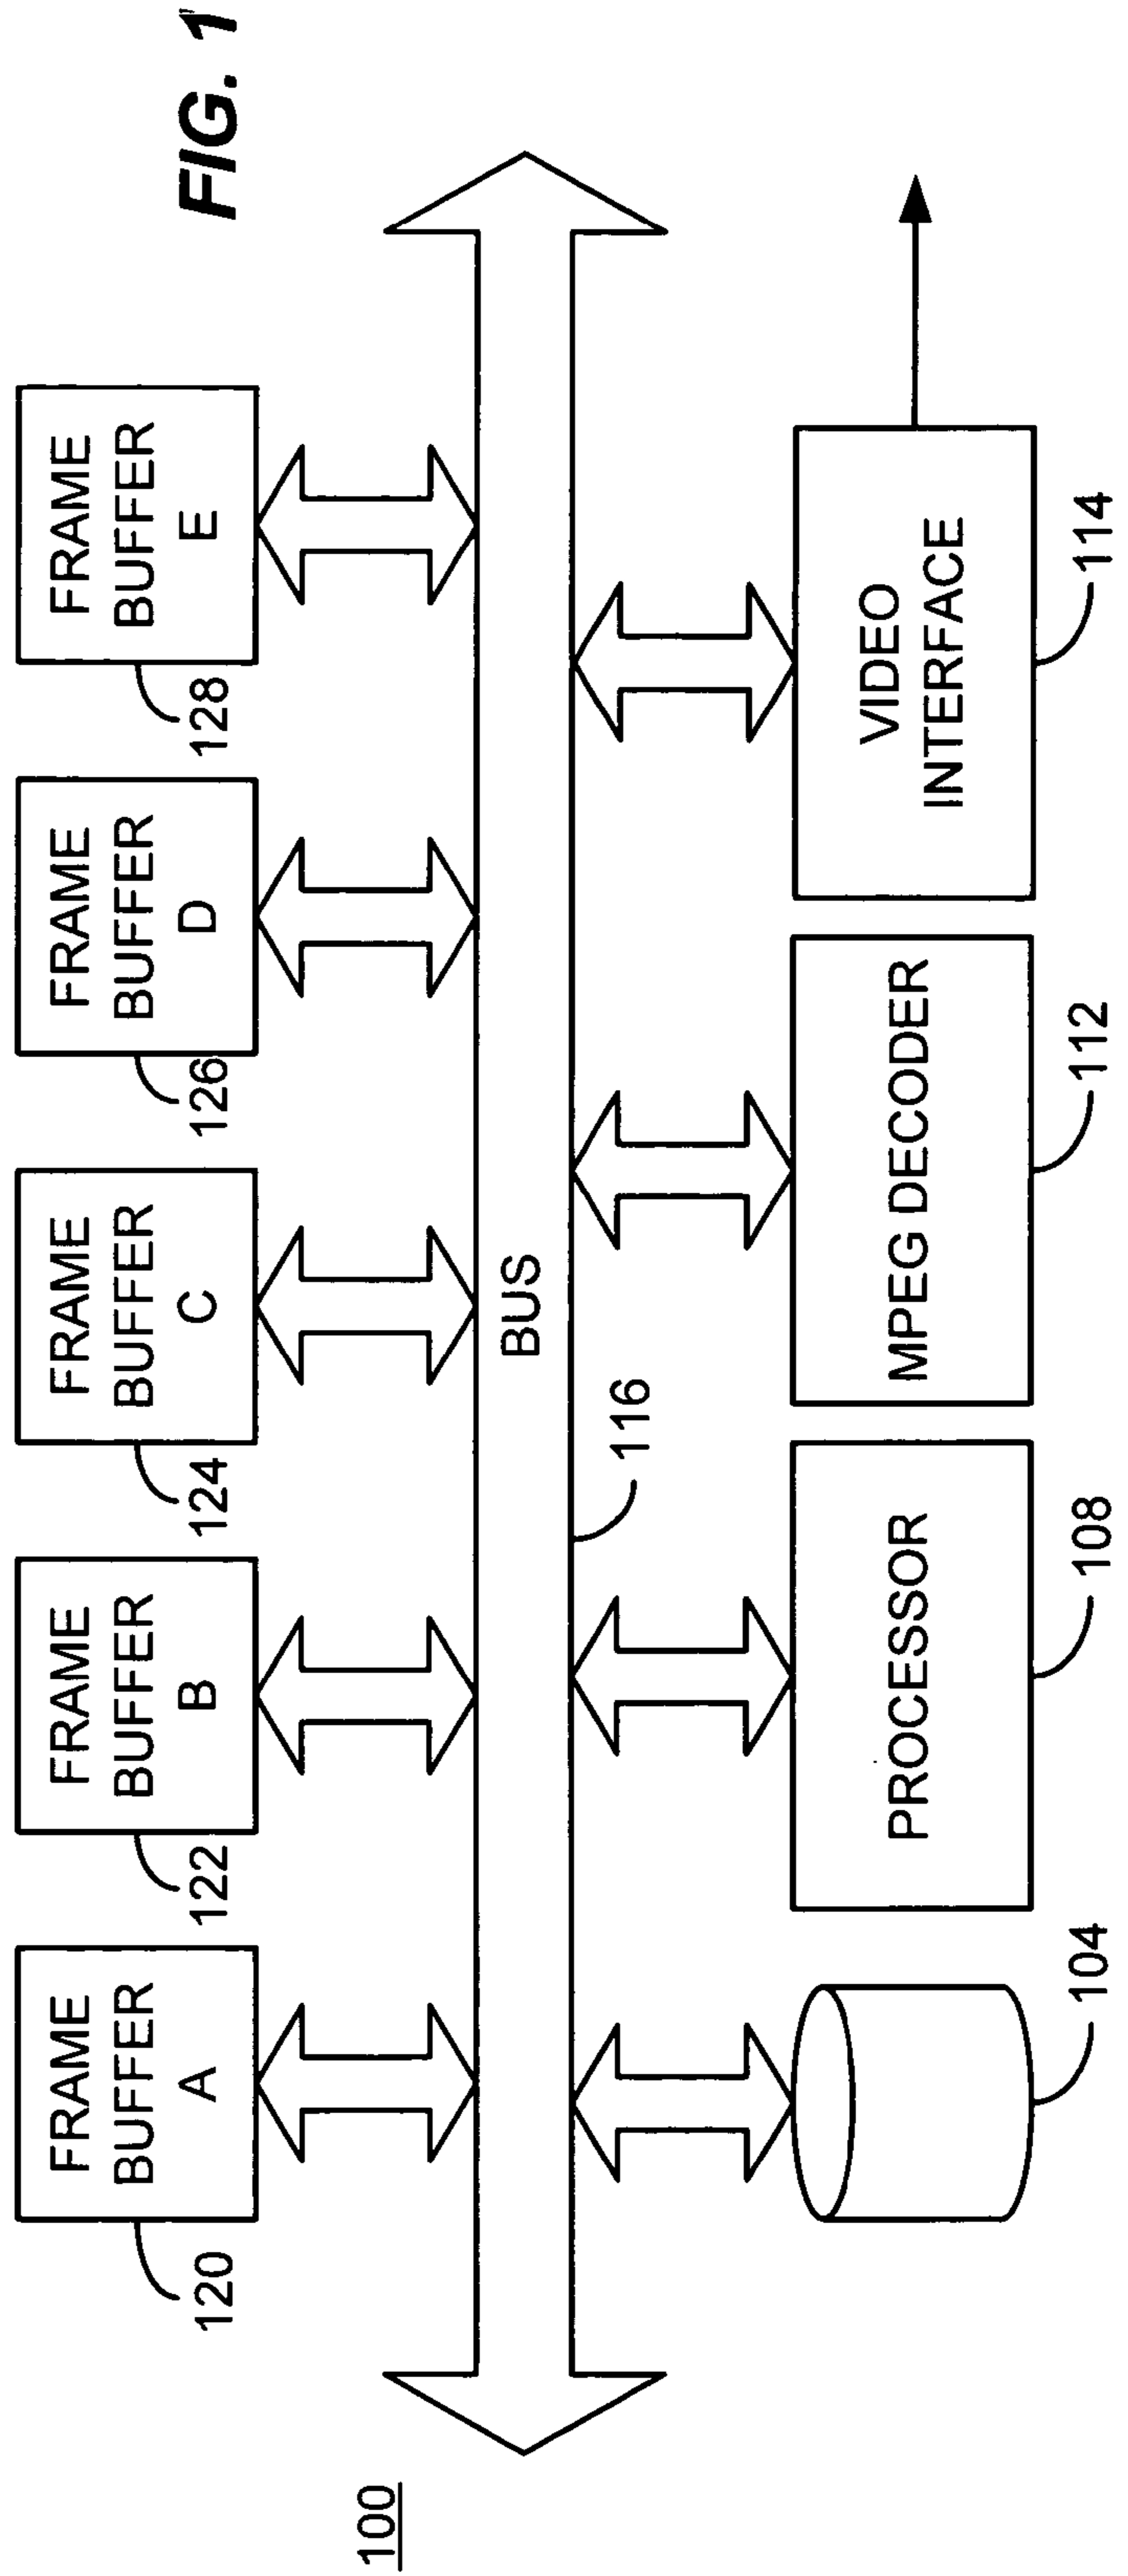 FIG. 1
FRAME
BUFFER
A
120
FRAME
BUFFER
B
122
FRAME
BUFFER
C
124
FRAME
BUFFER
D
126
FRAME
BUFFER
E
128
100
BUS
116
104
PROCESSOR
108
MPEG DECODER
112
VIDEO
INTERFACE
114